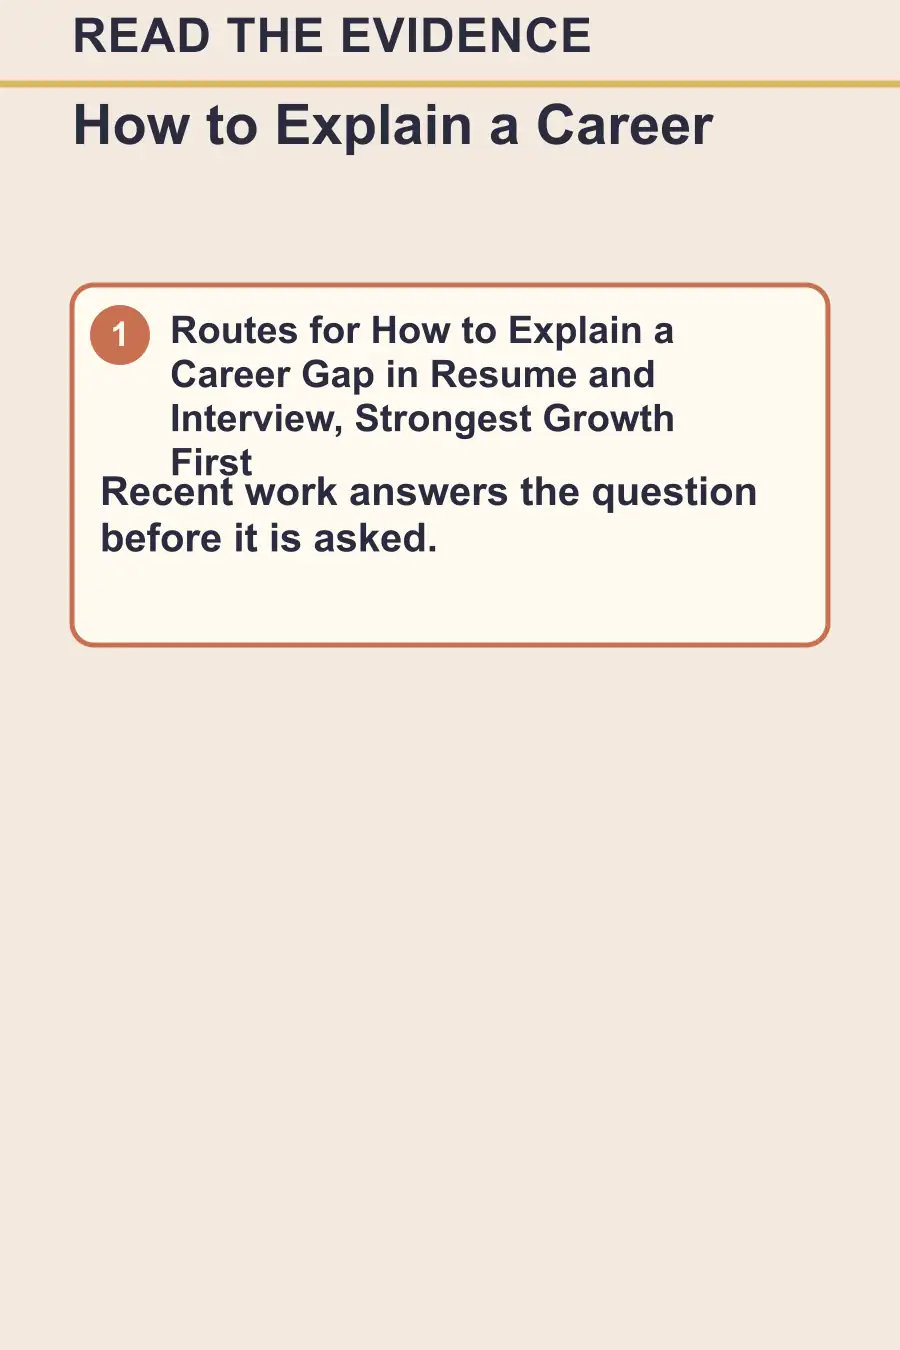 READ THE EVIDENCE
How to Explain a Career
1
Routes for How to Explain a
Career Gap in Resume and
Interview, Strongest Growth
First
Recent work answers the question
before it is asked.